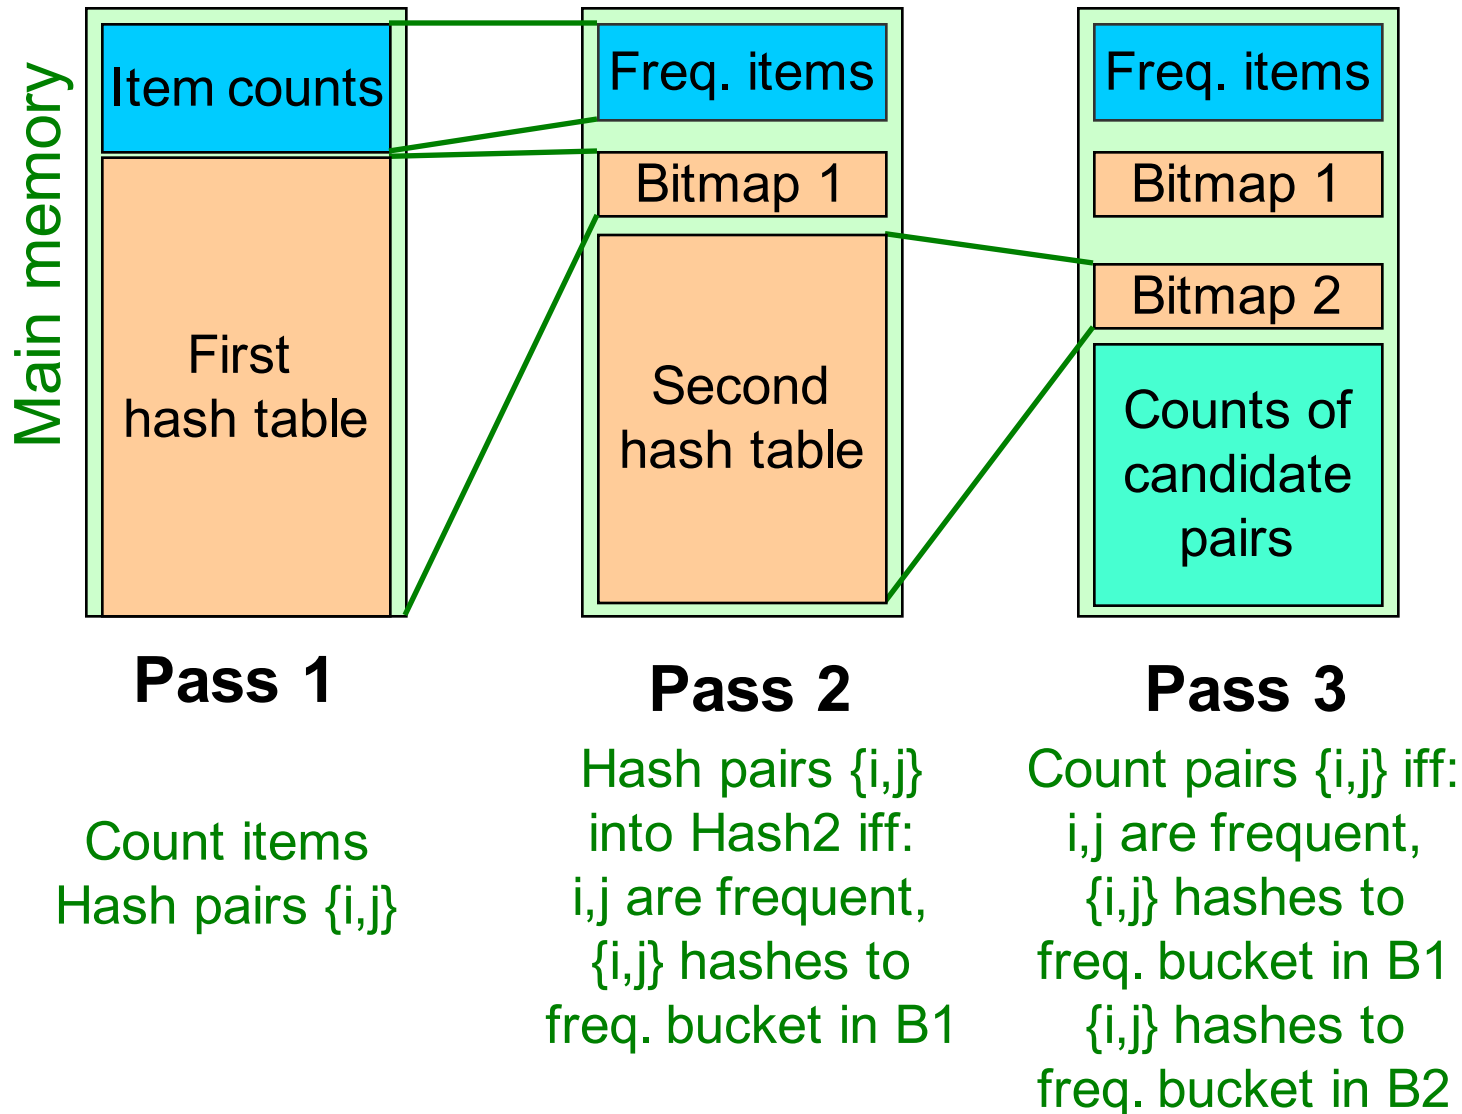 Main memory
Item counts
First
hash table
Pass 1
Count items
Hash pairs {i,j}
Freq. items
Bitmap 1
Second
hash table
Pass 2
Hash pairs {i,j}
into Hash2 iff:
i,j are frequent,
{i,j} hashes to
freq. bucket in B1
Freq. items
Bitmap 1
Bitmap 2
Counts of
candidate
pairs
Pass 3
Count pairs {i,j} iff:
i,j are frequent,
{i,j} hashes to
freq. bucket in B1
{i,j} hashes to
freq. bucket in B2